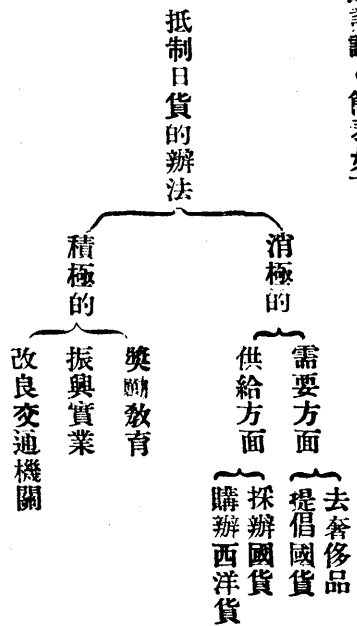 抵制日貨的辦法
消極的
需要方面
去奢侈品
提倡國貨
供給方面
採辦國貨
購辦西洋貨
積極的
獎勵教育
振興實業
改良交通機關